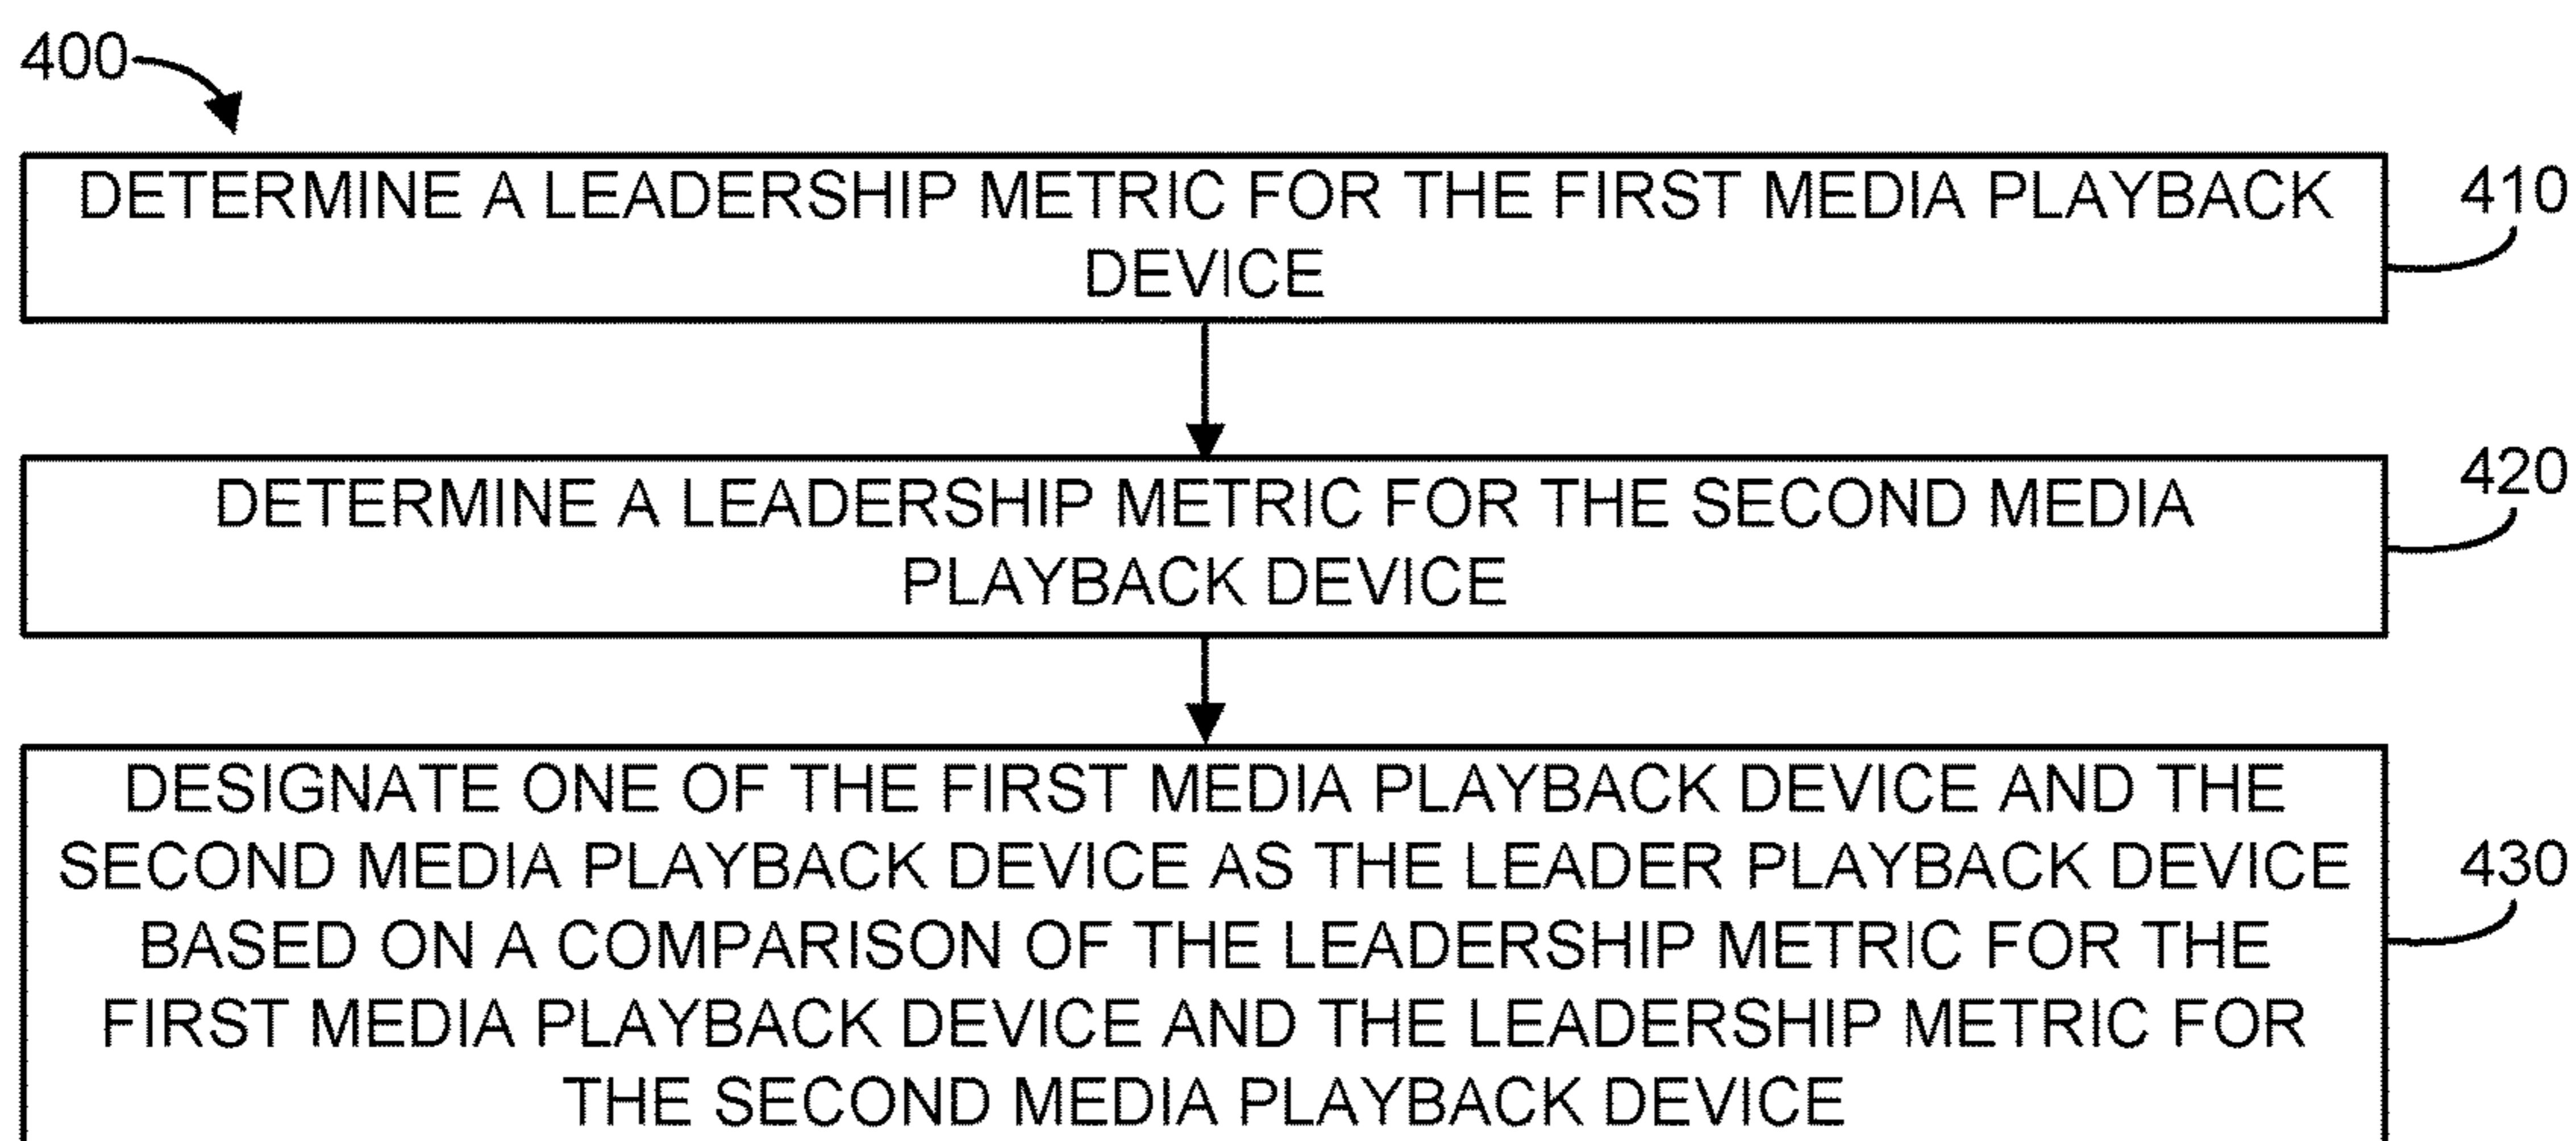 400
DETERMINE A LEADERSHIP METRIC FOR THE FIRST MEDIA PLAYBACK
DEVICE
410
DETERMINE A LEADERSHIP METRIC FOR THE SECOND MEDIA
PLAYBACK DEVICE
420
DESIGNATE ONE OF THE FIRST MEDIA PLAYBACK DEVICE AND THE
SECOND MEDIA PLAYBACK DEVICE AS THE LEADER PLAYBACK DEVICE
BASED ON A COMPARISON OF THE LEADERSHIP METRIC FOR THE
FIRST MEDIA PLAYBACK DEVICE AND THE LEADERSHIP METRIC FOR
THE SECOND MEDIA PLAYBACK DEVICE
430